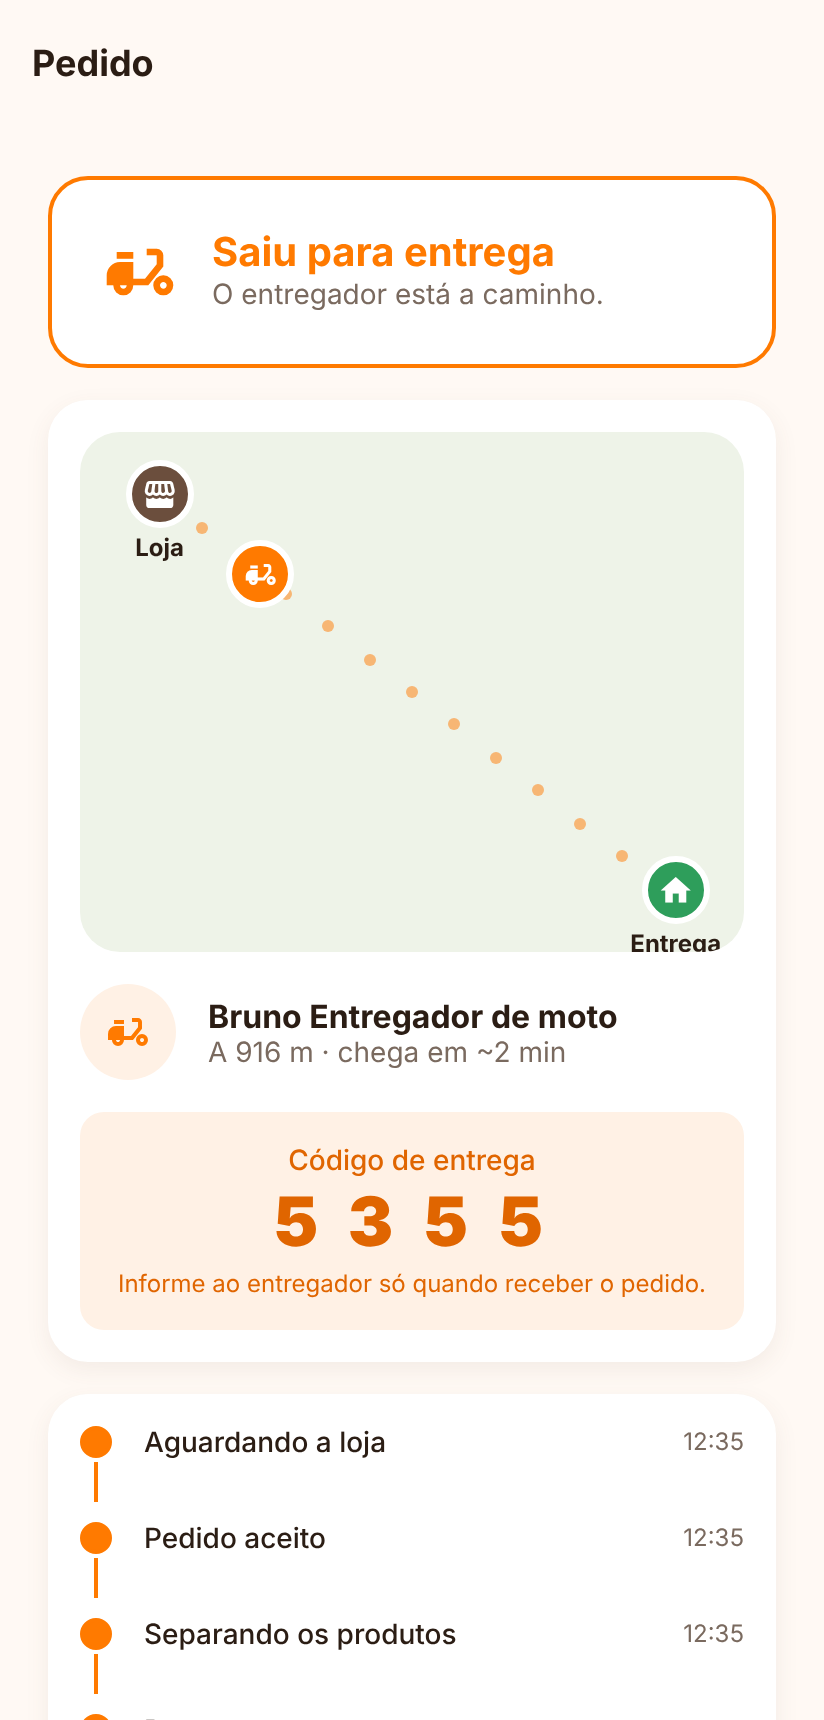 Pedido
Saiu para entrega
O entregador está a caminho.
Loja
Entrega
Bruno Entregador de moto
A 916 m · chega em ~2 min
Código de entrega
5 3 5 5
Informe ao entregador só quando receber o pedido.
Aguardando a loja 12:35
Pedido aceito 12:35
Separando os produtos 12:35